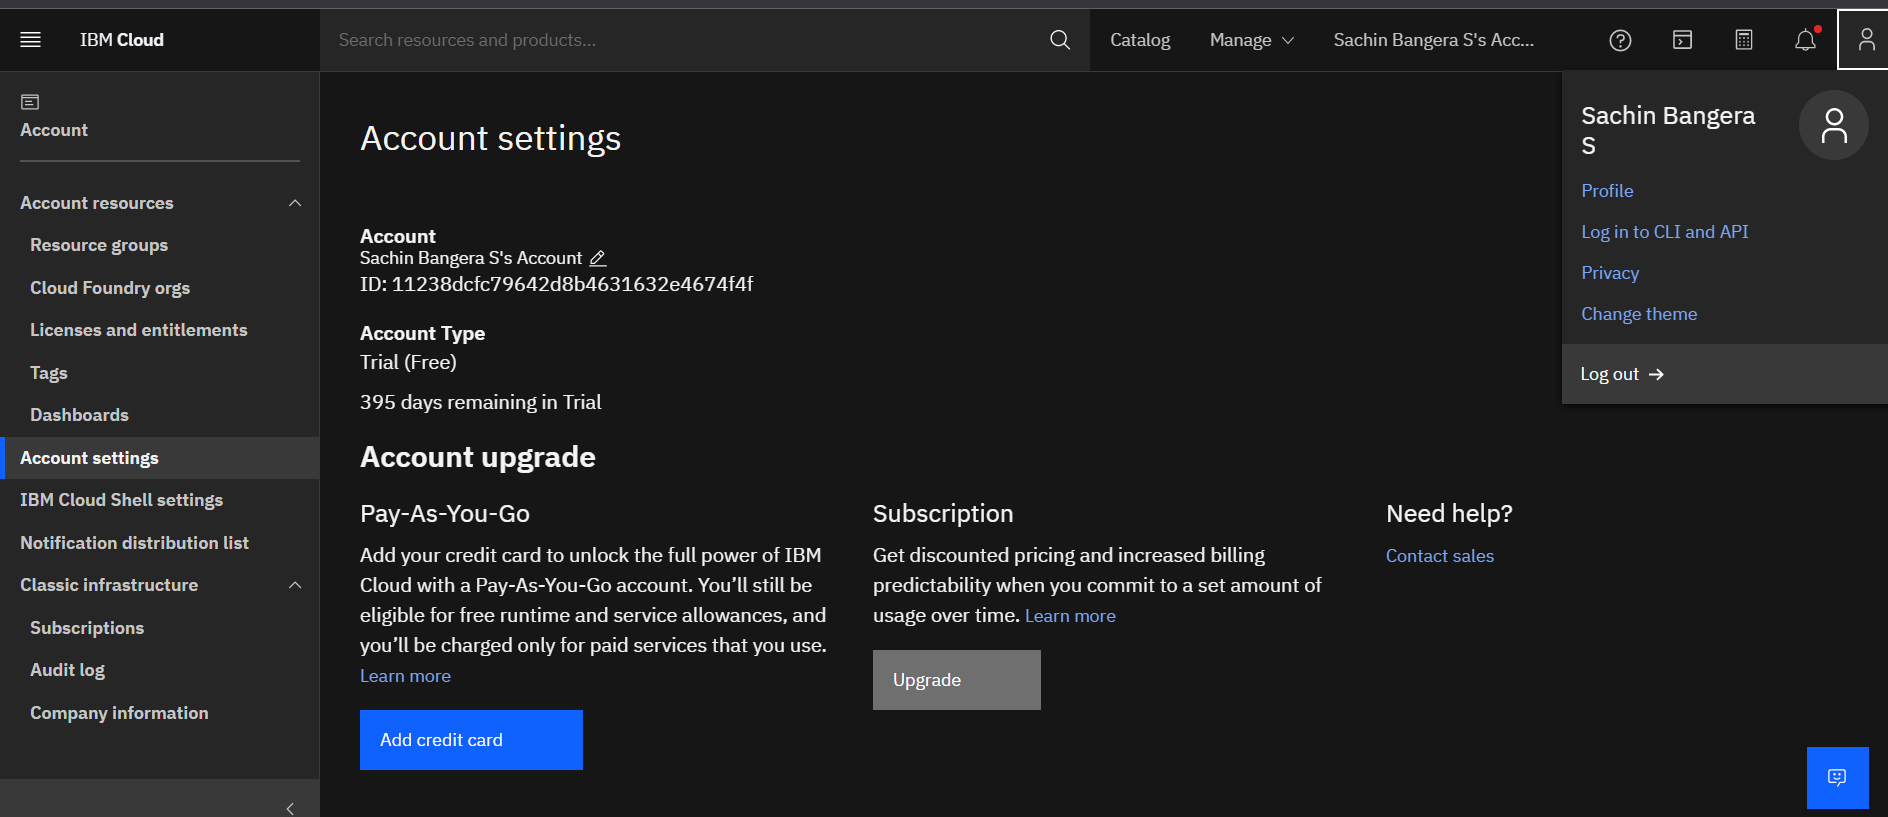 IBM Cloud
Search resources and products...
Catalog
Manage
Sachin Bangera S's Acc...
Account
Account resources
Resource groups
Cloud Foundry orgs
Licenses and entitlements
Tags
Dashboards
Account settings
IBM Cloud Shell settings
Notification distribution list
Classic infrastructure
Subscriptions
Audit log
Company information
Account settings
Account
Sachin Bangera S's Account
ID: 11238dcfc79642d8b4631632e4674f4f
Account Type
Trial (Free)
395 days remaining in Trial
Account upgrade
Pay-As-You-Go
Add your credit card to unlock the full power of IBM
Cloud with a Pay-As-You-Go account. You’ll still be
eligible for free runtime and service allowances, and
you’ll be charged only for paid services that you use.
Learn more
Add credit card
Subscription
Get discounted pricing and increased billing
predictability when you commit to a set amount of
usage over time. Learn more
Upgrade
Need help?
Contact sales
Sachin Bangera
S
Profile
Log in to CLI and API
Privacy
Change theme
Log out